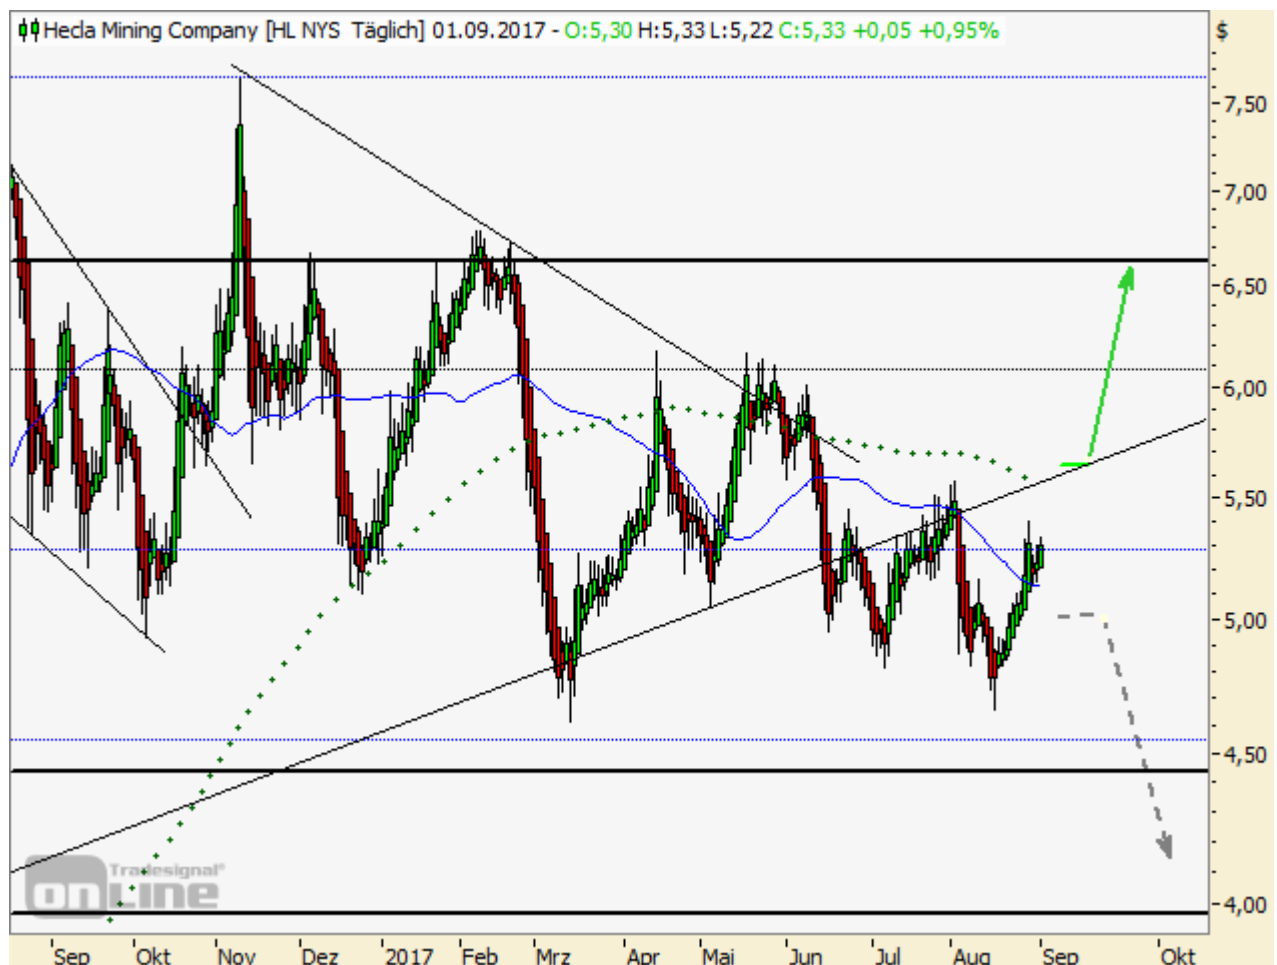 Hecla Mining Company [HL NYS Täglich] 01.09.2017 - O:5,30 H:5,33 L:5,22 C:5,33 +0,05 +0,95%
$
7,50
7,00
6,50
6,00
5,50
5,00
4,50
4,00
Tradesignal®
onLine
Sep Okt Nov Dez 2017 Feb Mrz Apr Mai Jun Jul Aug Sep Okt